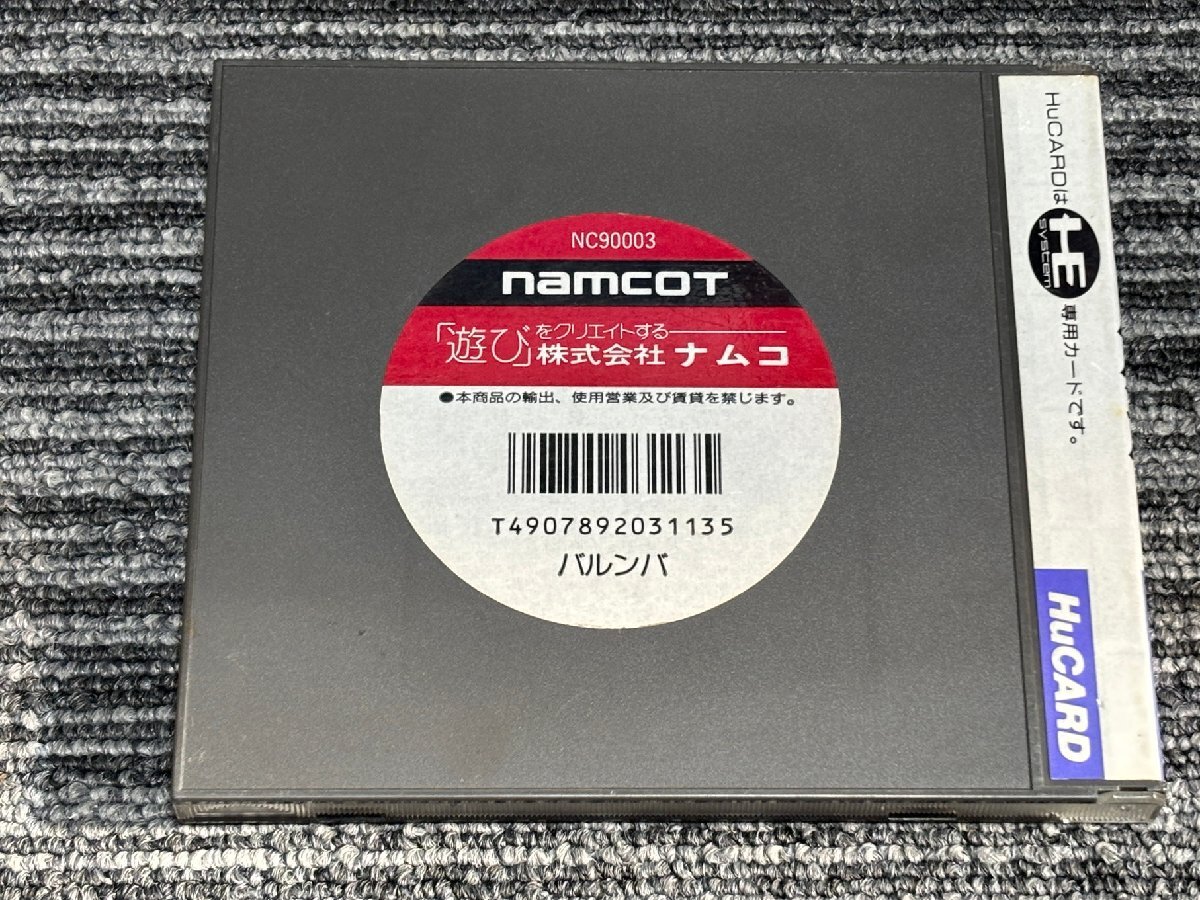 NC90003
namcot
「遊び」をクリエイトする
株式会社 ナムコ
●本商品の輸出、使用営業及び賃貸を禁じます。
T4907892031135
バルンバ
HuCARDは HE SYSTEM 専用カードです。
HuCARD